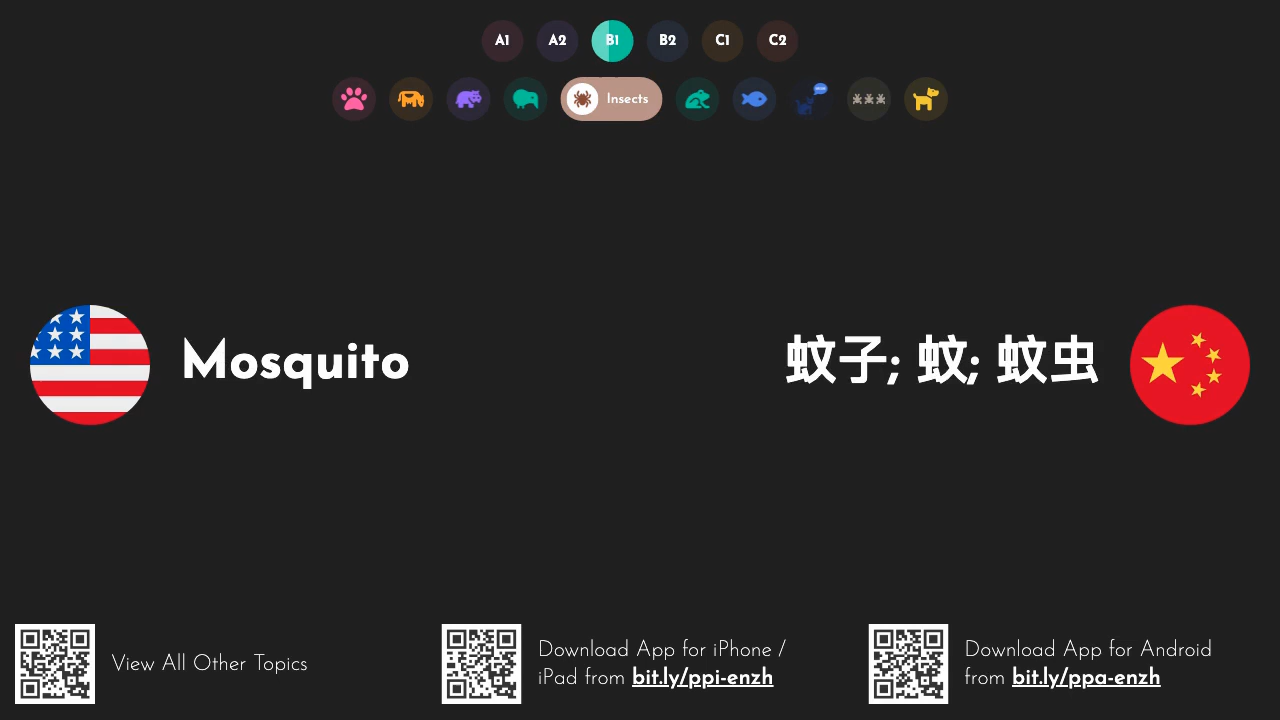 A1 A2 B1 B2 C1 C2
Insects
Mosquito
蚊子; 蚊; 蚊虫
View All Other Topics
Download App for iPhone /
iPad from bit.ly/ppi-enzh
Download App for Android
from bit.ly/ppa-enzh